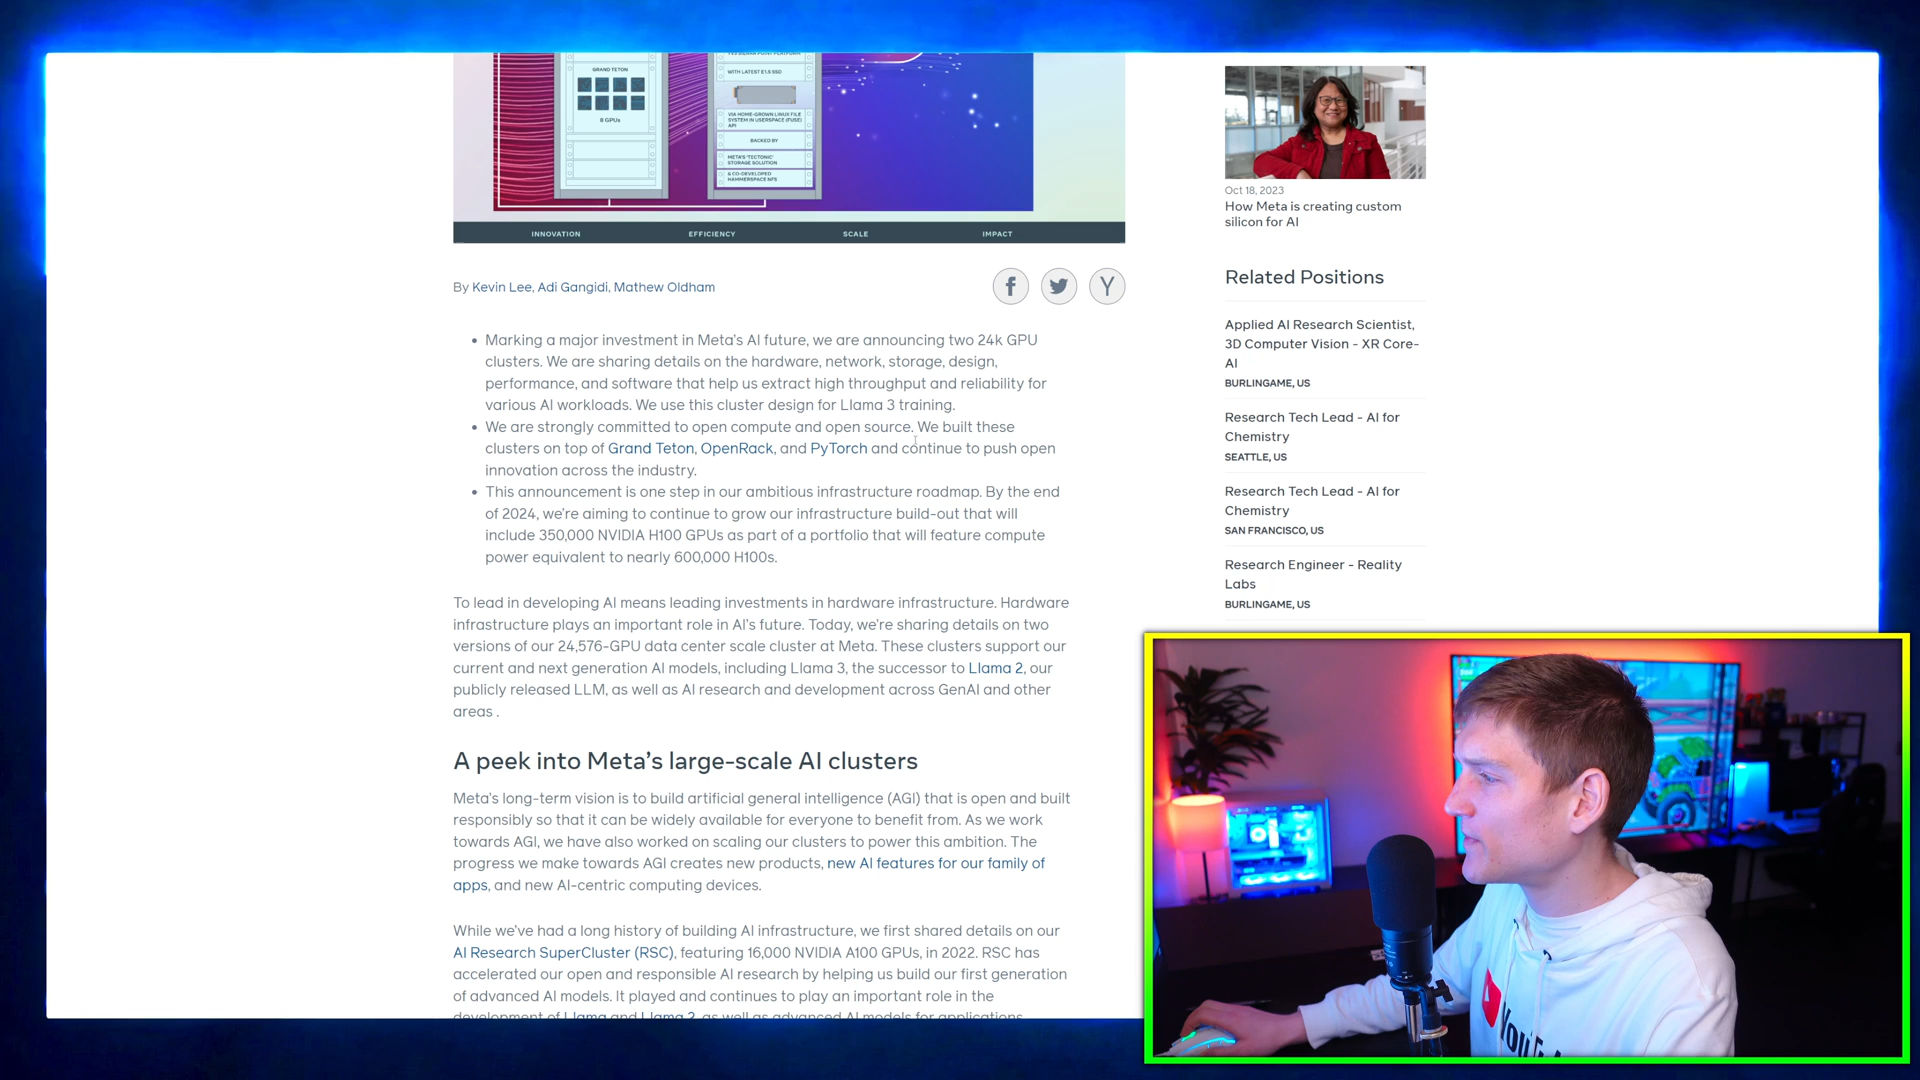 GRAND TETON
8 GPUs
WITH LATEST E1.S SSD
VIA HOME-GROWN LINUX FILE
SYSTEM IN USERSPACE (FUSE)
API
BACKED BY
META'S 'TECTONIC'
STORAGE SOLUTION
& CO-DEVELOPED
HAMMERSPACE NFS
INNOVATION EFFICIENCY SCALE IMPACT
By Kevin Lee, Adi Gangidi, Mathew Oldham
• Marking a major investment in Meta's AI future, we are announcing two 24k GPU
clusters. We are sharing details on the hardware, network, storage, design,
performance, and software that help us extract high throughput and reliability for
various AI workloads. We use this cluster design for Llama 3 training.
• We are strongly committed to open compute and open source. We built these
clusters on top of Grand Teton, OpenRack, and PyTorch and continue to push open
innovation across the industry.
• This announcement is one step in our ambitious infrastructure roadmap. By the end
of 2024, we're aiming to continue to grow our infrastructure build-out that will
include 350,000 NVIDIA H100 GPUs as part of a portfolio that will feature compute
power equivalent to nearly 600,000 H100s.
To lead in developing AI means leading investments in hardware infrastructure. Hardware
infrastructure plays an important role in AI's future. Today, we're sharing details on two
versions of our 24,576-GPU data center scale cluster at Meta. These clusters support our
current and next generation AI models, including Llama 3, the successor to Llama 2, our
publicly released LLM, as well as AI research and development across GenAI and other
areas .
A peek into Meta's large-scale AI clusters
Meta's long-term vision is to build artificial general intelligence (AGI) that is open and built
responsibly so that it can be widely available for everyone to benefit from. As we work
towards AGI, we have also worked on scaling our clusters to power this ambition. The
progress we make towards AGI creates new products, new AI features for our family of
apps, and new AI-centric computing devices.
While we've had a long history of building AI infrastructure, we first shared details on our
AI Research SuperCluster (RSC), featuring 16,000 NVIDIA A100 GPUs, in 2022. RSC has
accelerated our open and responsible AI research by helping us build our first generation
of advanced AI models. It played and continues to play an important role in the
development of Llama and Llama 2, as well as advanced AI models for applications
Oct 18, 2023
How Meta is creating custom
silicon for AI
Related Positions
Applied AI Research Scientist,
3D Computer Vision - XR Core-
AI
BURLINGAME, US
Research Tech Lead - AI for
Chemistry
SEATTLE, US
Research Tech Lead - AI for
Chemistry
SAN FRANCISCO, US
Research Engineer - Reality
Labs
BURLINGAME, US